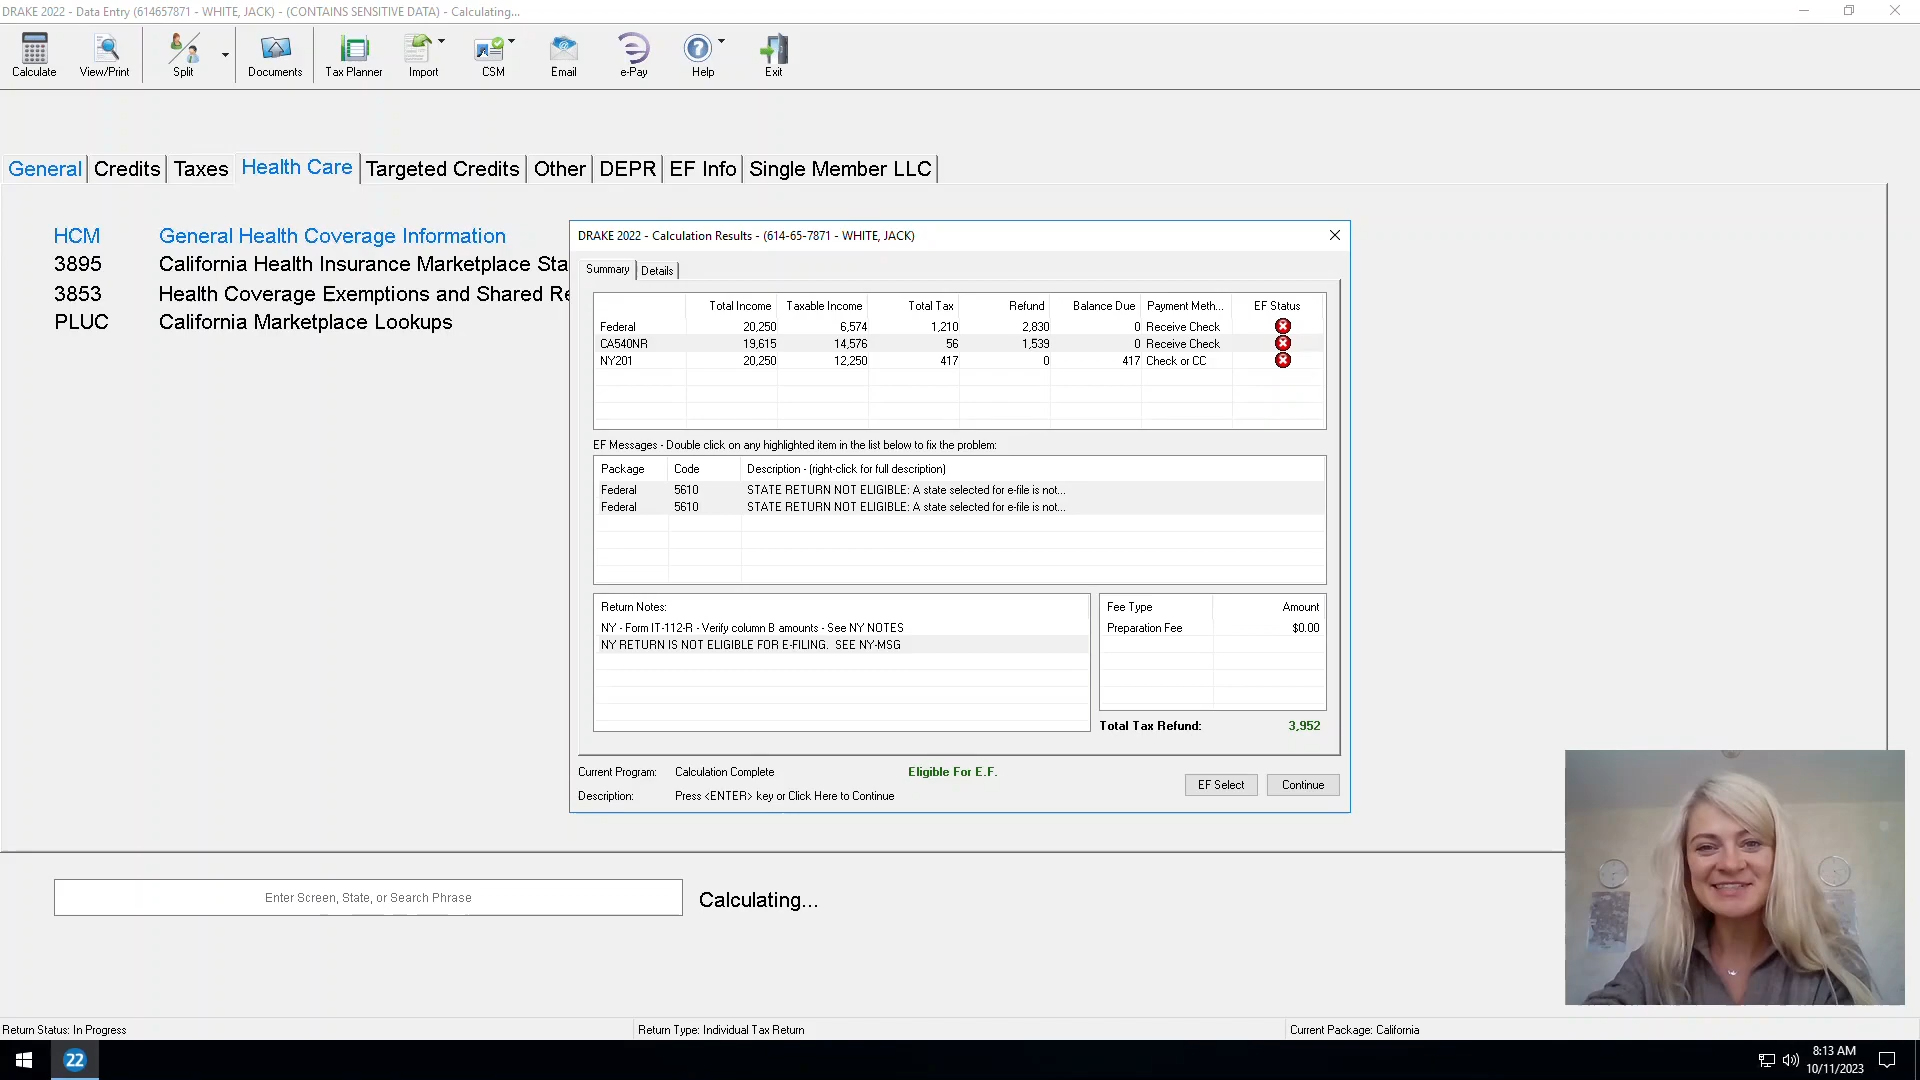 DRAKE 2022 - Data Entry (614657871 - WHITE, JACK) - (CONTAINS SENSITIVE DATA) - Calculating...
Calculate View/Print Split Documents Tax Planner Import CSM Email e-Pay Help Exit
General Credits Taxes Health Care Targeted Credits Other DEPR EF Info Single Member LLC
HCM General Health Coverage Information
3895 California Health Insurance Marketplace Sta
3853 Health Coverage Exemptions and Shared Re
PLUC California Marketplace Lookups
DRAKE 2022 - Calculation Results - (614-65-7871 - WHITE, JACK)
Summary Details
Total Income Taxable Income Total Tax Refund Balance Due Payment Meth... EF Status
Federal 20,250 6,574 1,210 2,830 0 Receive Check
CA540NR 19,615 14,576 56 1,539 0 Receive Check
NY201 20,250 12,250 417 0 417 Check or CC
EF Messages - Double click on any highlighted item in the list below to fix the problem:
Package Code Description - (right-click for full description)
Federal 5610 STATE RETURN NOT ELIGIBLE: A state selected for e-file is not...
Federal 5610 STATE RETURN NOT ELIGIBLE: A state selected for e-file is not...
Return Notes:
NY - Form IT-112-R - Verify column B amounts - See NY NOTES
NY RETURN IS NOT ELIGIBLE FOR E-FILING. SEE NY-MSG
Fee Type Amount
Preparation Fee $0.00
Total Tax Refund: 3,952
Current Program: Calculation Complete Eligible For E.F.
Description: Press <ENTER> key or Click Here to Continue
EF Select Continue
Enter Screen, State, or Search Phrase Calculating...
Return Status: In Progress Return Type: Individual Tax Return Current Package: California
22
8:13 AM
10/11/2023